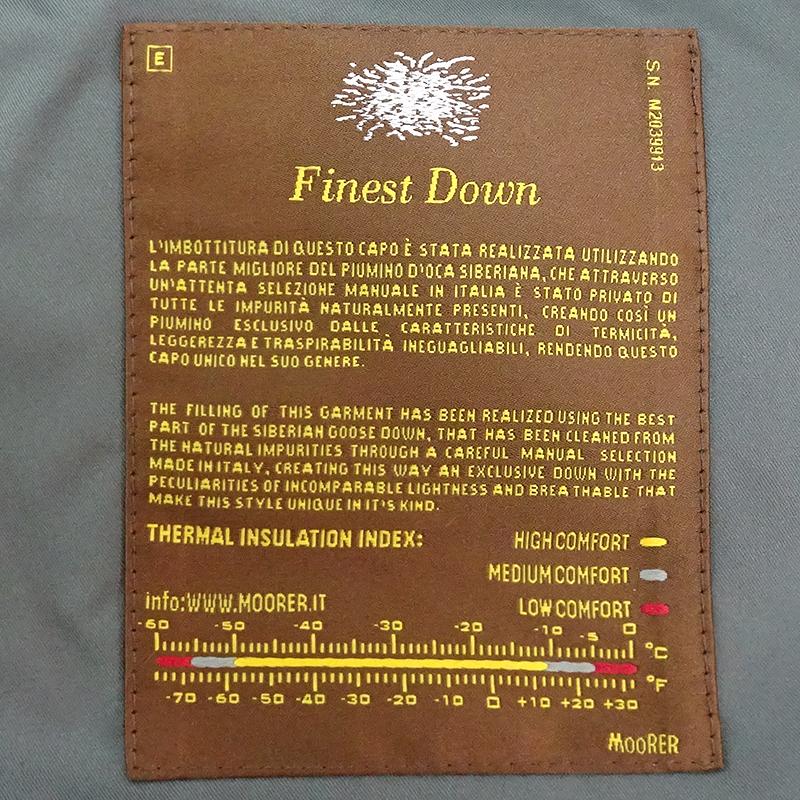 E
S.N. M2039913
Finest Down
L'IMBOTTITURA DI QUESTO CAPO È STATA REALIZZATA UTILIZZANDO
LA PARTE MIGLIORE DEL PIUMINO D'OCA SIBERIANA, CHE ATTRAVERSO
UN'ATTENTA SELEZIONE MANUALE IN ITALIA È STATO PRIVATO DI
TUTTE LE IMPURITÀ NATURALMENTE PRESENTI, CREANDO COSÌ UN
PIUMINO ESCLUSIVO DALLE CARATTERISTICHE DI TERMICITÀ,
LEGGEREZZA E TRASPIRABILITÀ INEGUAGLIABILI, RENDENDO QUESTO
CAPO UNICO NEL SUO GENERE.
THE FILLING OF THIS GARMENT HAS BEEN REALIZED USING THE BEST
PART OF THE SIBERIAN GOOSE DOWN, THAT HAS BEEN CLEANED FROM
THE NATURAL IMPURITIES THROUGH A CAREFUL MANUAL SELECTION
MADE IN ITALY, CREATING THIS WAY AN EXCLUSIVE DOWN WITH THE
PECULIARITIES OF INCOMPARABLE LIGHTNESS AND BREATHABLE THAT
MAKE THIS STYLE UNIQUE IN IT'S KIND.
THERMAL INSULATION INDEX: HIGH COMFORT
MEDIUM COMFORT
info:WWW.MOORER.IT LOW COMFORT
-60 -50 -40 -30 -20 -10 -5 0
°C
°F
-70 -60 -50 -40 -30 -20 -10 0 +10 +20 +30
MOORER